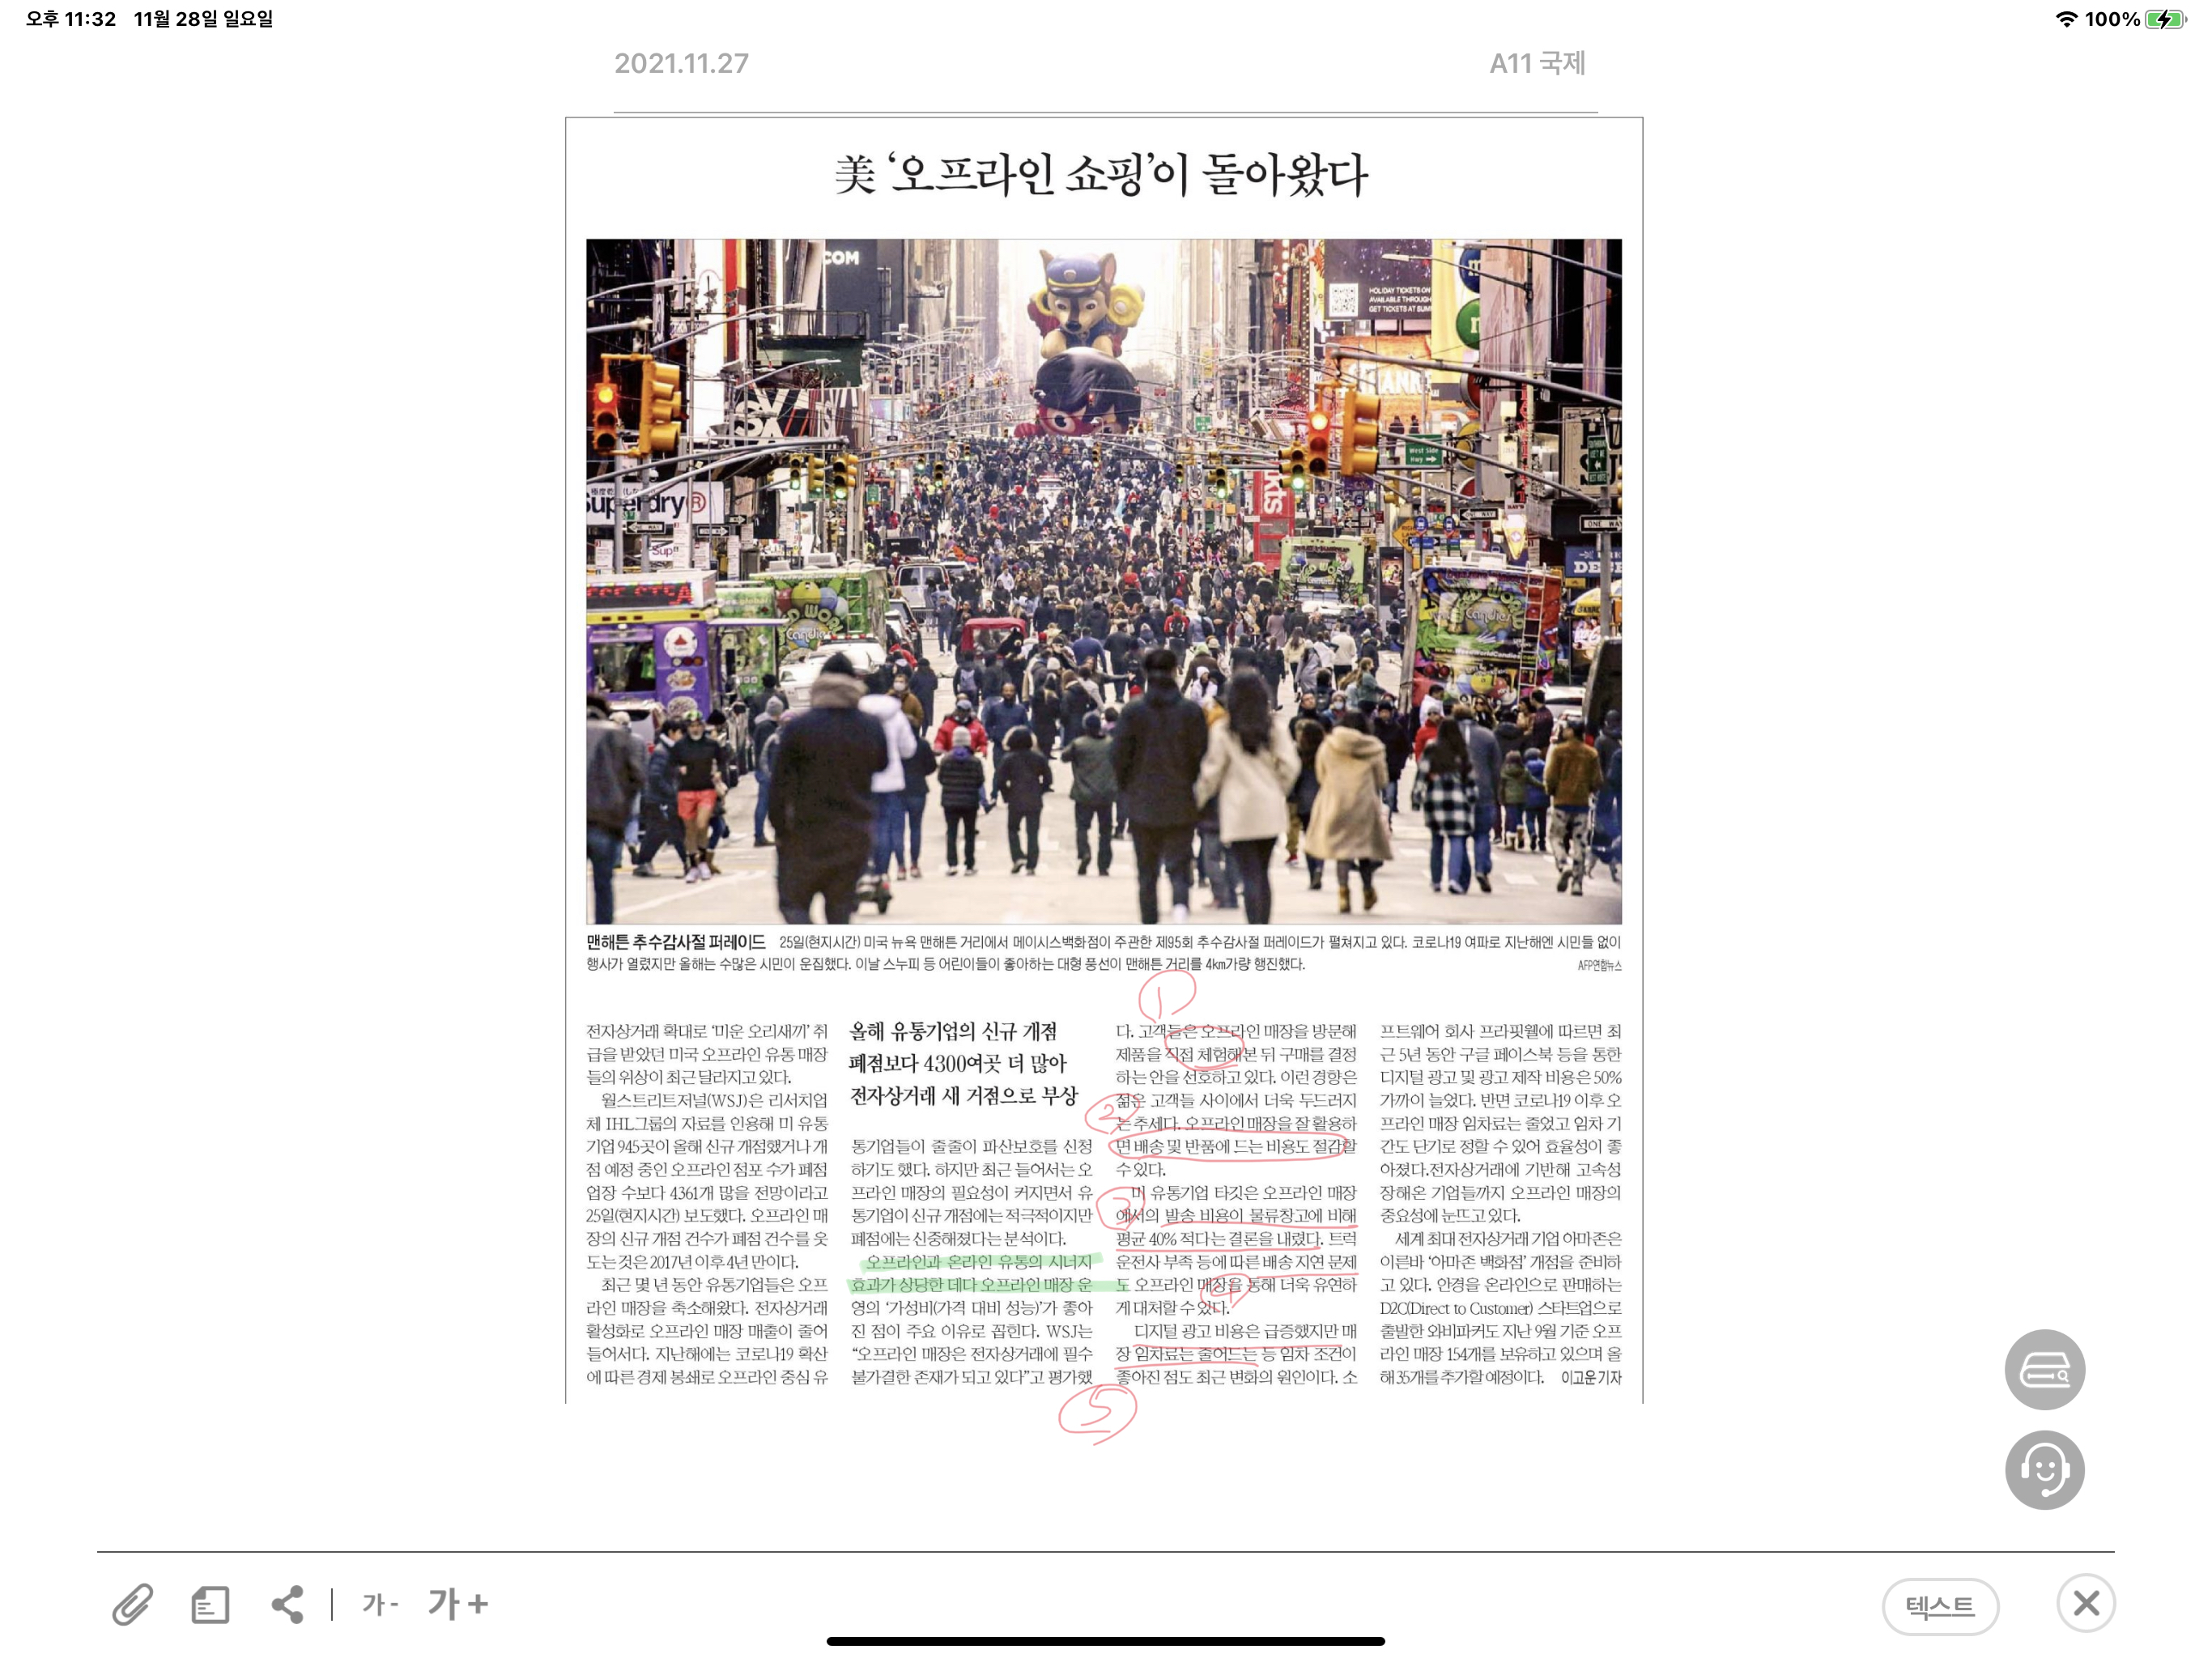 오후 11:32 11월 28일 일요일
100%
2021.11.27
A11 국제
美 ‘오프라인 쇼핑’이 돌아왔다
COM
HOLIDAY TICKETS ON
AVAILABLE THROUGH
West Side
Hwy
Superdry®
kts
ONE WAY
Sup
Candies
맨해튼 추수감사절 퍼레이드 25일(현지시간) 미국 뉴욕 맨해튼 거리에서 메이시스백화점이 주관한 제95회 추수감사절 퍼레이드가 펼쳐지고 있다. 코로나19 여파로 지난해엔 시민들 없이
행사가 열렸지만 올해는 수많은 시민이 운집했다. 이날 스누피 등 어린이들이 좋아하는 대형 풍선이 맨해튼 거리를 4km가량 행진했다.
AFP연합뉴스
전자상거래 확대로 ‘미운 오리새끼’ 취
급을 받았던 미국 오프라인 유통 매장
들의 위상이 최근 달라지고 있다.
월스트리트저널(WSJ)은 리서치업
체 IHL그룹의 자료를 인용해 미 유통
기업 945곳이 올해 신규 개점했거나 개
점 예정 중인 오프라인 점포 수가 폐점
업장 수보다 4361개 많을 전망이라고
25일(현지시간) 보도했다. 오프라인 매
장의 신규 개점 건수가 폐점 건수를 웃
도는 것은 2017년 이후 4년 만이다.
최근 몇 년 동안 유통기업들은 오프
라인 매장을 축소해왔다. 전자상거래
활성화로 오프라인 매장 매출이 줄어
들어서다. 지난해에는 코로나19 확산
에 따른 경제 봉쇄로 오프라인 중심 유
올해 유통기업의 신규 개점
폐점보다 4300여곳 더 많아
전자상거래 새 거점으로 부상
통기업들이 줄줄이 파산보호를 신청
하기도 했다. 하지만 최근 들어서는 오
프라인 매장의 필요성이 커지면서 유
통기업이 신규 개점에는 적극적이지만
폐점에는 신중해졌다는 분석이다.
오프라인과 온라인 유통의 시너지
효과가 상당한 데다 오프라인 매장 운
영의 ‘가성비(가격 대비 성능)’가 좋아
진 점이 주요 이유로 꼽힌다. WSJ는
“오프라인 매장은 전자상거래에 필수
불가결한 존재가 되고 있다”고 평가했
1
다. 고객들은 오프라인 매장을 방문해
제품을 직접 체험해본 뒤 구매를 결정
하는 안을 선호하고 있다. 이런 경향은
2
젊은 고객들 사이에서 더욱 두드러지
는 추세다. 오프라인 매장을 잘 활용하
면 배송 및 반품에 드는 비용도 절감할
수 있다.
3
미 유통기업 타깃은 오프라인 매장
에서의 발송 비용이 물류창고에 비해
평균 40% 적다는 결론을 내렸다. 트럭
운전사 부족 등에 따른 배송 지연 문제
도 오프라인 매장을 통해 더욱 유연하
4
게 대처할 수 있다.
디지털 광고 비용은 급증했지만 매
장 임차료는 줄어드는 등 임차 조건이
좋아진 점도 최근 변화의 원인이다. 소
5
프트웨어 회사 프라핏웰에 따르면 최
근 5년 동안 구글 페이스북 등을 통한
디지털 광고 및 광고 제작 비용은 50%
가까이 늘었다. 반면 코로나19 이후 오
프라인 매장 임차료는 줄었고 임차 기
간도 단기로 정할 수 있어 효율성이 좋
아졌다.전자상거래에 기반해 고속성
장해온 기업들까지 오프라인 매장의
중요성에 눈뜨고 있다.
세계 최대 전자상거래 기업 아마존은
이른바 ‘아마존 백화점’ 개점을 준비하
고 있다. 안경을 온라인으로 판매하는
D2C(Direct to Customer) 스타트업으로
출발한 와비파커도 지난 9월 기준 오프
라인 매장 154개를 보유하고 있으며 올
해 35개를 추가할 예정이다. 이고운 기자
가 -
가 +
텍스트